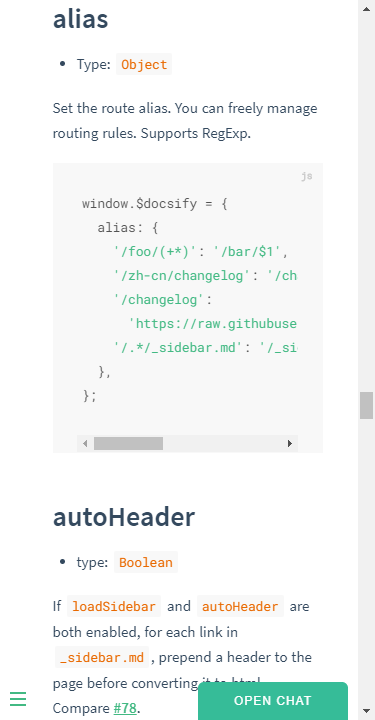 alias
• Type: Object
Set the route alias. You can freely manage
routing rules. Supports RegExp.
js
window.$docsify = {
alias: {
'/foo/(+*)': '/bar/$1',
'/zh-cn/changelog': '/ch
'/changelog':
'https://raw.githubuse
'/.*/_sidebar.md': '/_si
},
};
autoHeader
• type: Boolean
If loadSidebar and autoHeader are
both enabled, for each link in
_sidebar.md , prepend a header to the
page before converting it to html.
Compare #78.
OPEN CHAT